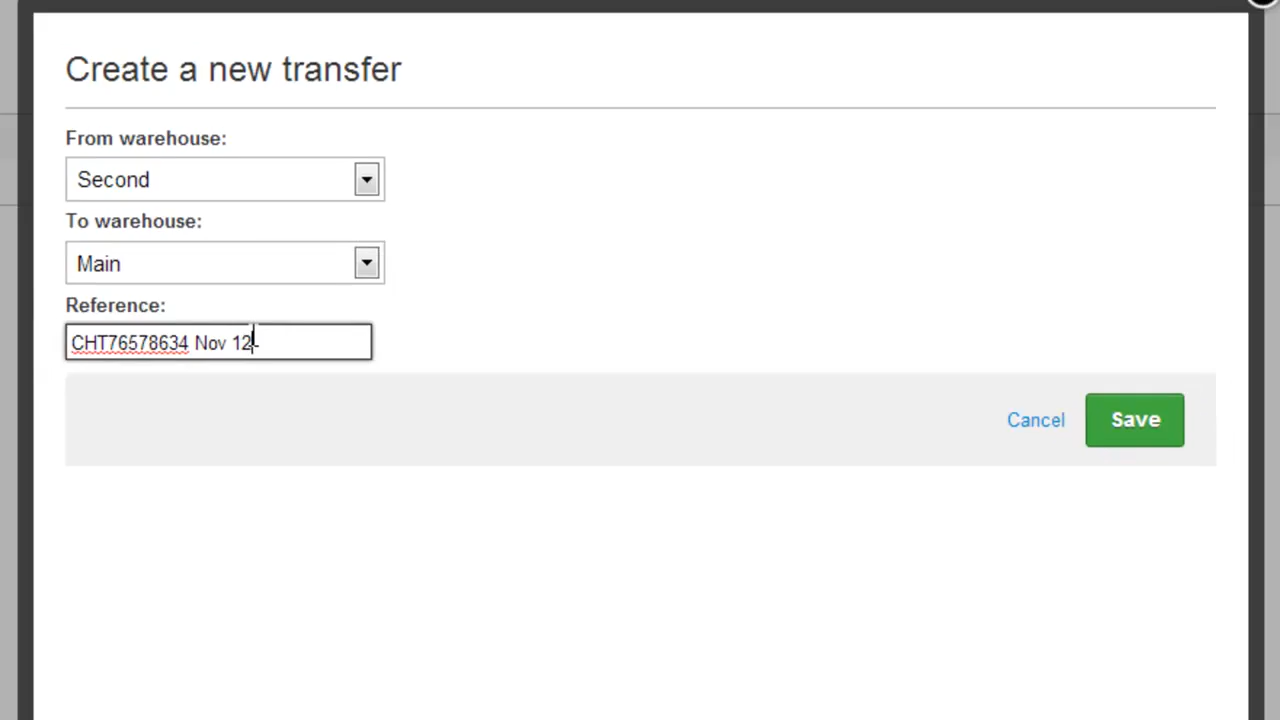 Create a new transfer
From warehouse:
Second
To warehouse:
Main
Reference:
CHT76578634 Nov 12
Cancel Save